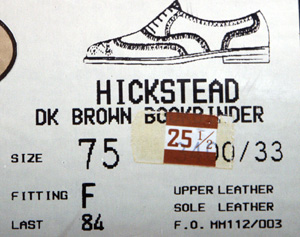 HICKSTEAD
DK BROWN BOOKBINDER
SIZE 75 25 1/2 00/33
FITTING F UPPER LEATHER
SOLE LEATHER
LAST 84 F.O. MM112/003